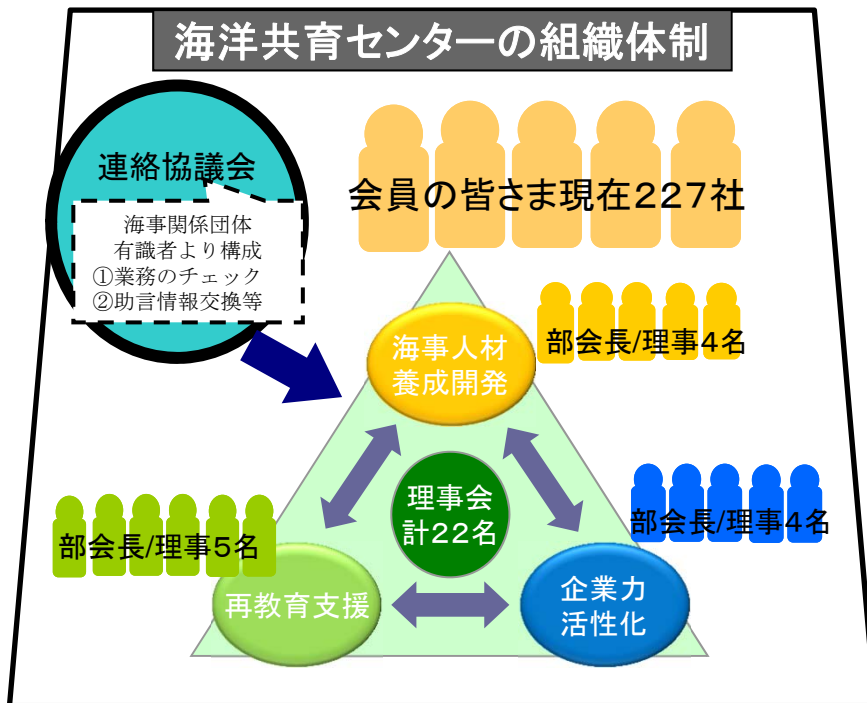 海洋共育センターの組織体制
連絡協議会
海事関係団体
有識者より構成
①業務のチェック
②助言情報交換等
会員の皆さま現在227社
海事人材
養成開発
部会長/理事4名
理事会
計22名
部会長/理事4名
部会長/理事5名
再教育支援
企業力
活性化